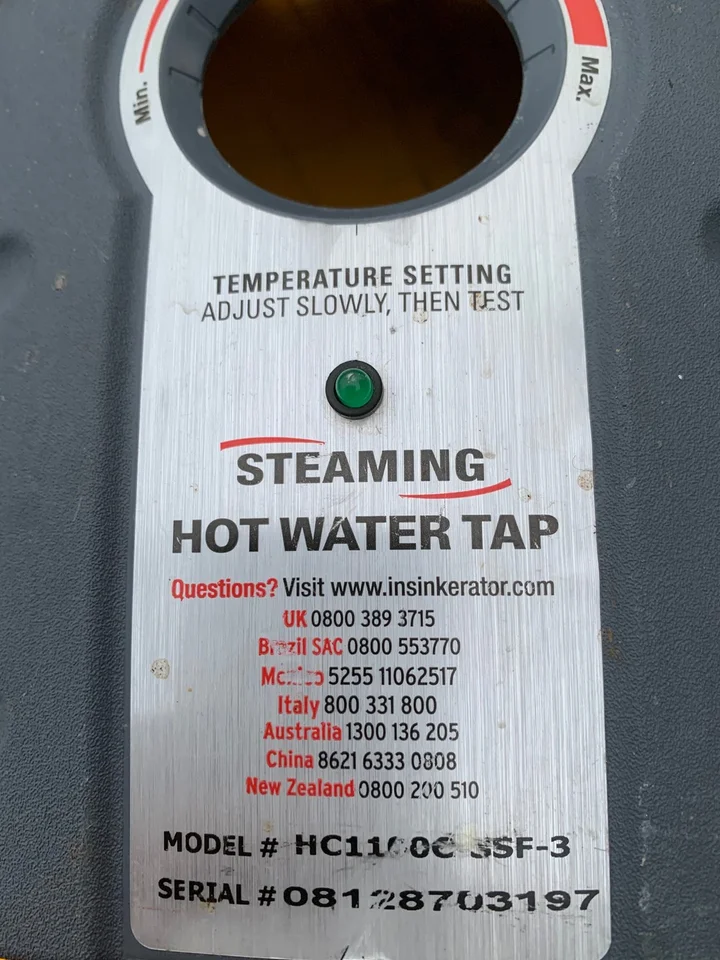 Min.
Max.
TEMPERATURE SETTING
ADJUST SLOWLY, THEN TEST
STEAMING
HOT WATER TAP
Questions? Visit www.insinkerator.com
UK 0800 389 3715
Brazil SAC 0800 553770
Mexico 5255 11062517
Italy 800 331 800
Australia 1300 136 205
China 8621 6333 0808
New Zealand 0800 200 510
MODEL #
SERIAL # 08128703197